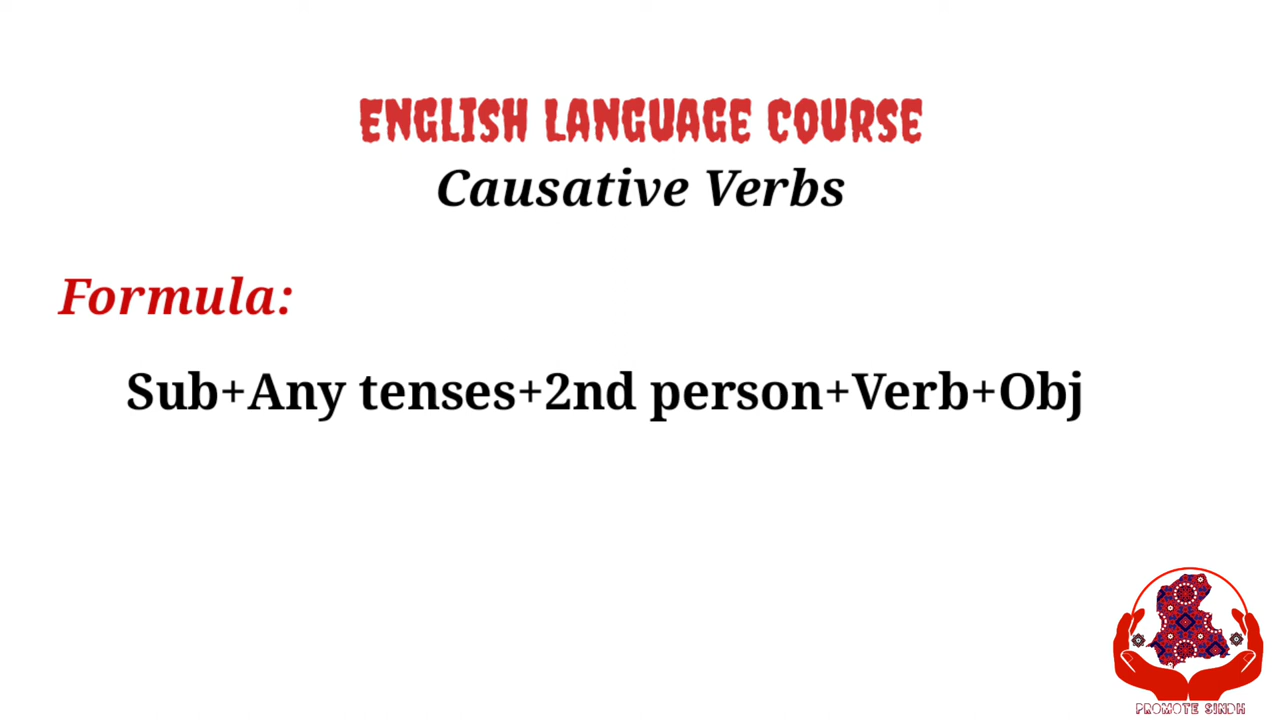 ENGLISH LANGUAGE COURSE
Causative Verbs
Formula:
Sub+Any tenses+2nd person+Verb+Obj
PROMOTE SINDH